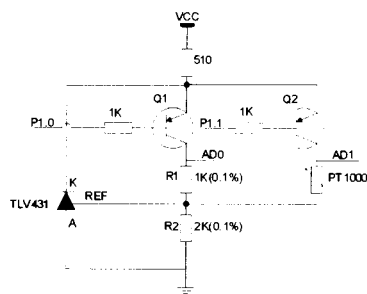 VCC
510
Q1
Q2
P1.0
1K
P1.1
1K
AD0
AD1
R1
1K(0.1%)
PT1000
K
REF
TLV431
A
R2
2K(0.1%)